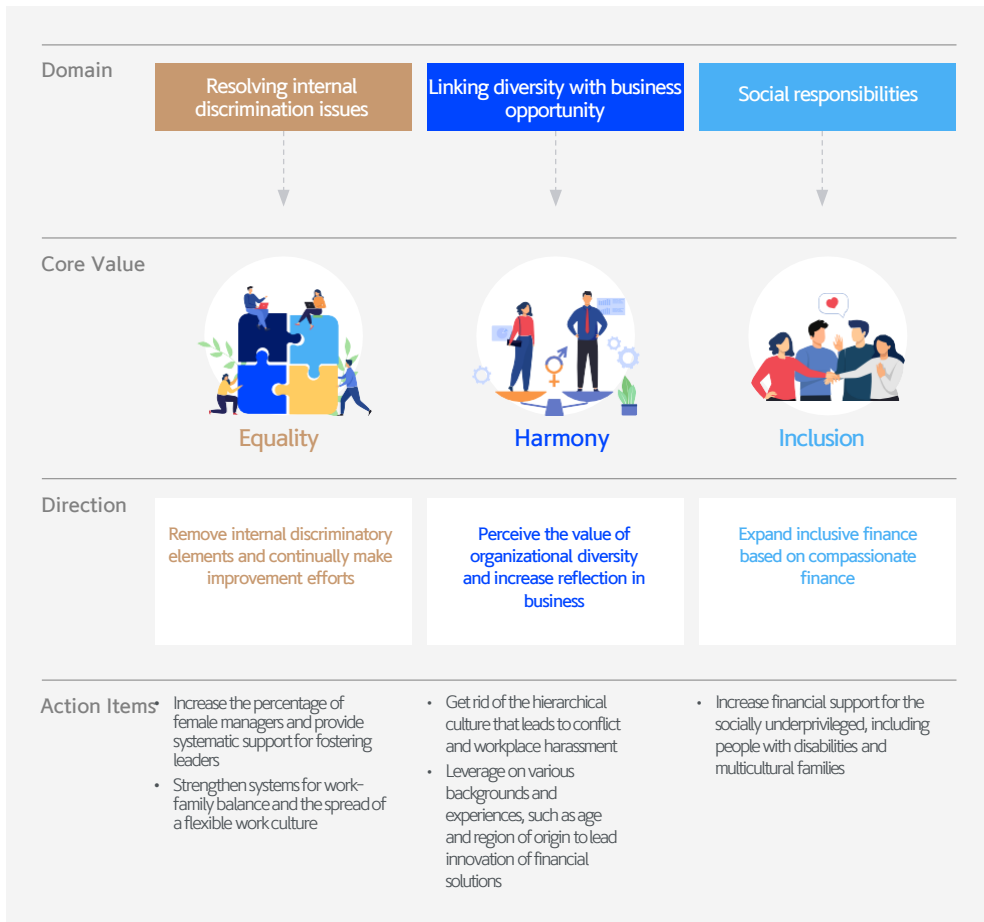 Domain
Resolving internal
discrimination issues
Linking diversity with business
opportunity
Social responsibilities
Core Value
Equality
Harmony
Inclusion
Direction
Remove internal discriminatory
elements and continually make
improvement efforts
Perceive the value of
organizational diversity
and increase reflection in
business
Expand inclusive finance
based on compassionate
finance
Action Items
• Increase the percentage of
female managers and provide
systematic support for fostering
leaders
• Strengthen systems for work-
family balance and the spread of
a flexible work culture
• Get rid of the hierarchical
culture that leads to conflict
and workplace harassment
• Leverage on various
backgrounds and
experiences, such as age
and region of origin to lead
innovation of financial
solutions
• Increase financial support for the
socially underprivileged, including
people with disabilities and
multicultural families